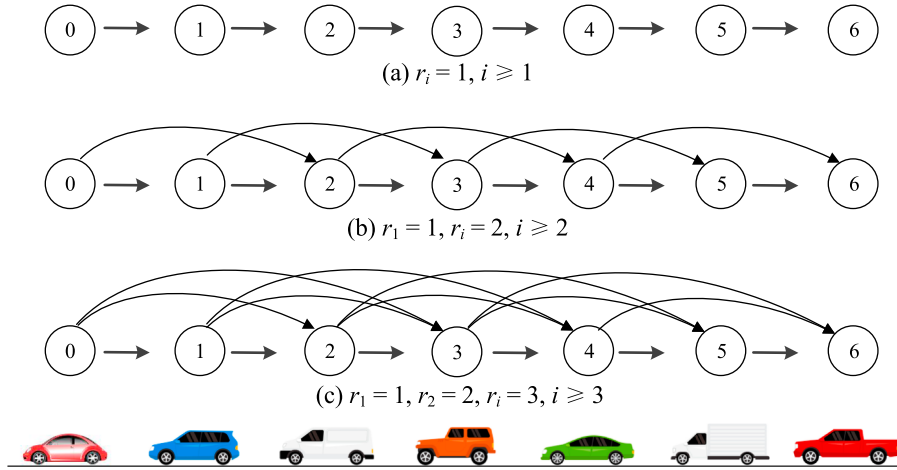 0 1 2 3 4 5 6
(a) rᵢ = 1, i ⩾ 1
0 1 2 3 4 5 6
(b) r₁ = 1, rᵢ = 2, i ⩾ 2
0 1 2 3 4 5 6
(c) r₁ = 1, r₂ = 2, rᵢ = 3, i ⩾ 3